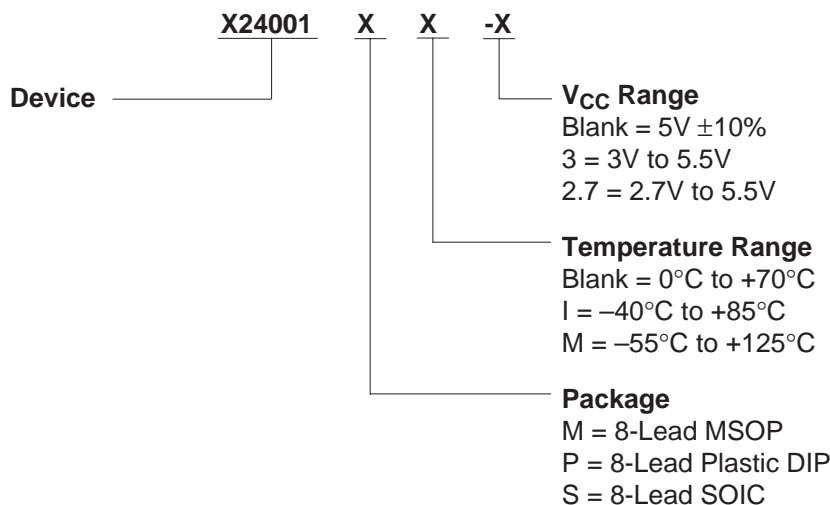 X24001 X X -X
Device
VCC Range
Blank = 5V ±10%
3 = 3V to 5.5V
2.7 = 2.7V to 5.5V
Temperature Range
Blank = 0°C to +70°C
I = –40°C to +85°C
M = –55°C to +125°C
Package
M = 8-Lead MSOP
P = 8-Lead Plastic DIP
S = 8-Lead SOIC